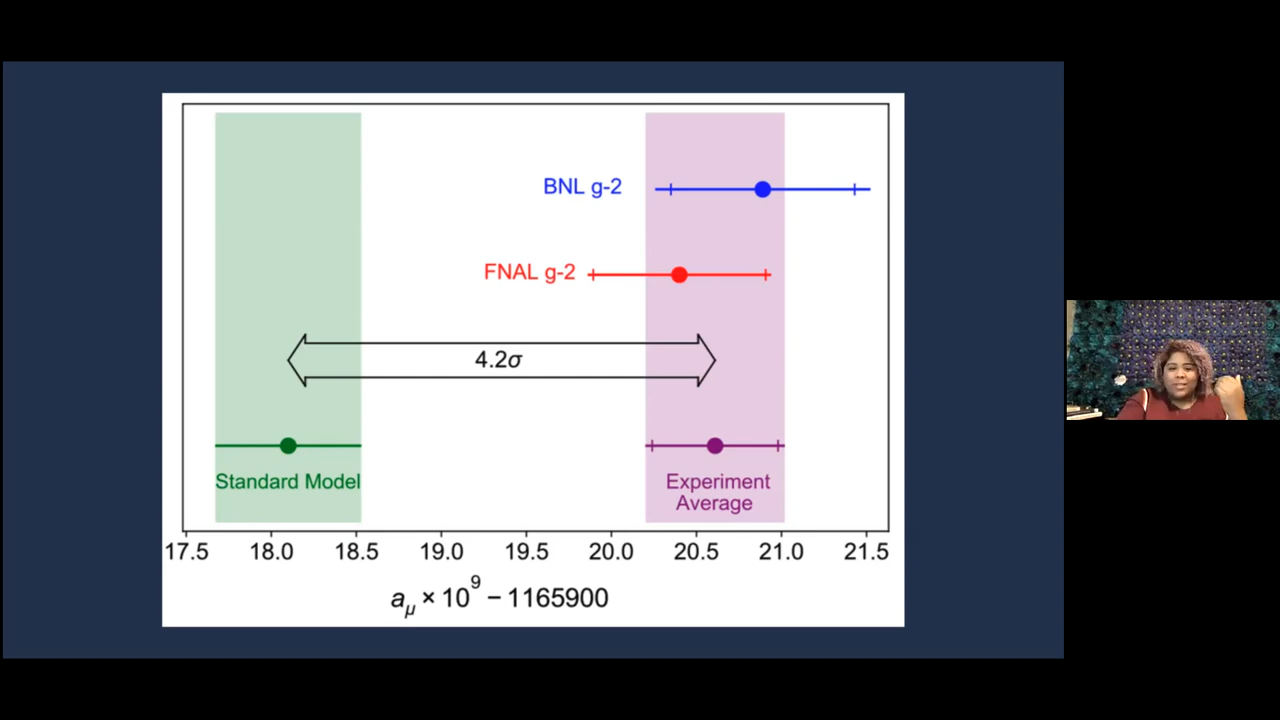 BNL g-2
FNAL g-2
4.2σ
Standard Model
Experiment
Average
17.5 18.0 18.5 19.0 19.5 20.0 20.5 21.0 21.5
aμ × 10⁹ − 1165900